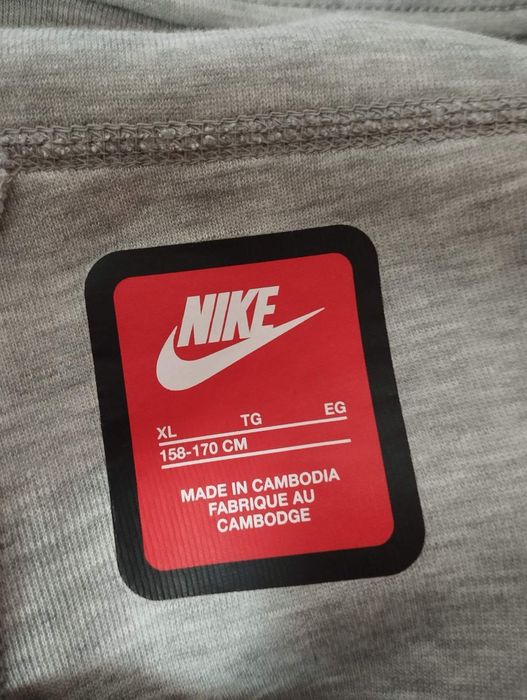 NIKE
XL TG EG
158-170 CM
MADE IN CAMBODIA
FABRIQUE AU
CAMBODGE